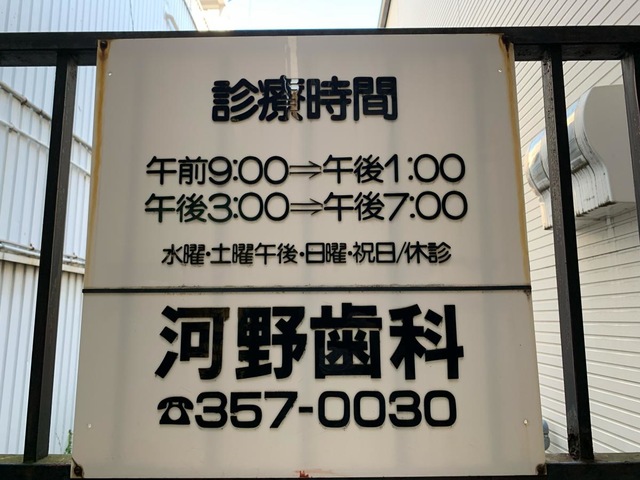 診療時間
午前9:00⇒午後1:00
午後3:00⇒午後7:00
水曜・土曜午後・日曜・祝日/休診
河野歯科
☎357-0030